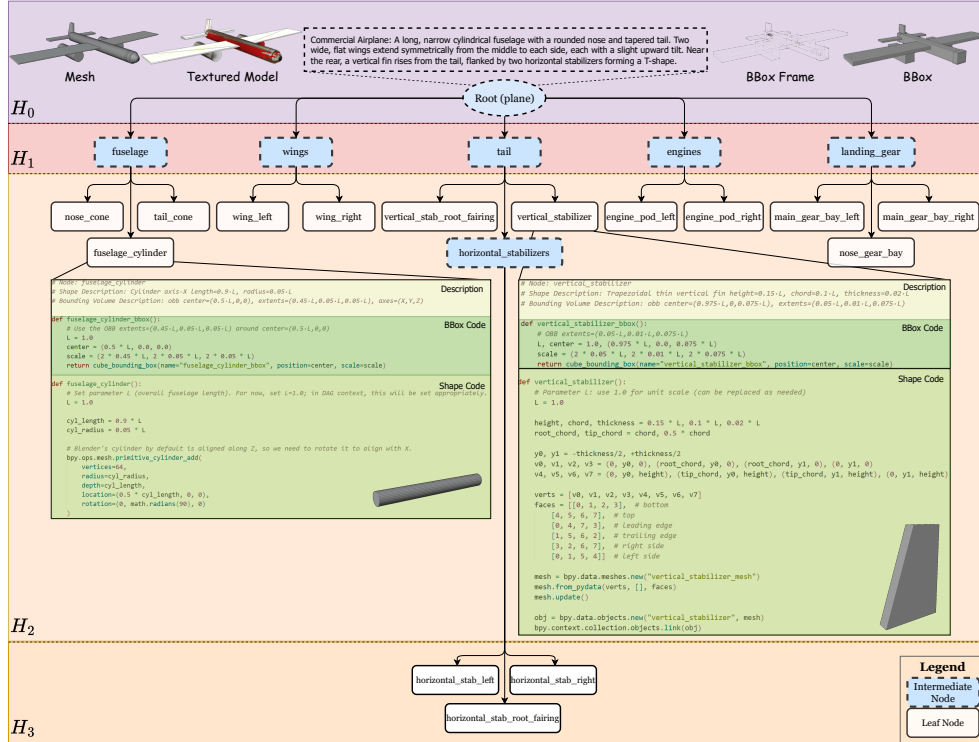 Commercial Airplane: A long, narrow cylindrical fuselage with a rounded nose and tapered tail. Two
wide, flat wings extend symmetrically from the middle to each side, each with a slight upward tilt. Near
the rear, a vertical fin rises from the tail, flanked by two horizontal stabilizers forming a T-shape.
Mesh
Textured Model
BBox Frame
BBox
Root (plane)
H0
H1
fuselage
wings
tail
engines
landing_gear
nose_cone
tail_cone
wing_left
wing_right
vertical_stab_root_fairing
vertical_stabilizer
engine_pod_left
engine_pod_right
main_gear_bay_left
main_gear_bay_right
fuselage_cylinder
horizontal_stabilizers
nose_gear_bay
# Node: fuselage_cylinder
Description
# Shape Description: Cylinder axis-X length=0.9·L, radius=0.05·L
# Bounding Volume Description: obb center=(0.5·L,0,0), extents=(0.45·L,0.05·L,0.05·L), axes=(X,Y,Z)
def fuselage_cylinder_bbox():
BBox Code
# Use the OBB extents=(0.45·L,0.05·L,0.05·L) around center=(0.5·L,0,0)
L = 1.0
center = (0.5 * L, 0.0, 0.0)
scale = (2 * 0.45 * L, 2 * 0.05 * L, 2 * 0.05 * L)
return cube_bounding_box(name="fuselage_cylinder_bbox", position=center, scale=scale)
def fuselage_cylinder():
Shape Code
# Set parameter L (overall fuselage length). For now, set L=1.0; in DAG context, this will be set appropriately.
L = 1.0
cyl_length = 0.9 * L
cyl_radius = 0.05 * L
# Blender's cylinder by default is aligned along Z, so we need to rotate it to align with X.
bpy.ops.mesh.primitive_cylinder_add(
vertices=64,
radius=cyl_radius,
depth=cyl_length,
location=(0.5 * cyl_length, 0, 0),
rotation=(0, math.radians(90), 0)
)
# Node: vertical_stabilizer
Description
# Shape Description: Trapezoidal thin vertical fin height=0.15·L, chord=0.1·L, thickness=0.02·L
# Bounding Volume Description: obb center=(0.975·L,0,0.075·L), extents=(0.05·L,0.01·L,0.075·L)
def vertical_stabilizer_bbox():
BBox Code
# OBB extents=(0.05·L,0.01·L,0.075·L)
L, center = 1.0, (0.975 * L, 0.0, 0.075 * L)
scale = (2 * 0.05 * L, 2 * 0.01 * L, 2 * 0.075 * L)
return cube_bounding_box(name="vertical_stabilizer_bbox", position=center, scale=scale)
def vertical_stabilizer():
Shape Code
# Parameter L: use 1.0 for unit scale (can be replaced as needed)
L = 1.0
height, chord, thickness = 0.15 * L, 0.1 * L, 0.02 * L
root_chord, tip_chord = chord, 0.5 * chord
y0, y1 = -thickness/2, +thickness/2
v0, v1, v2, v3 = (0, y0, 0), (root_chord, y0, 0), (root_chord, y1, 0), (0, y1, 0)
v4, v5, v6, v7 = (0, y0, height), (tip_chord, y0, height), (tip_chord, y1, height), (0, y1, height)
verts = [v0, v1, v2, v3, v4, v5, v6, v7]
faces = [[0, 1, 2, 3], # bottom
[4, 5, 6, 7], # top
[0, 4, 7, 3], # leading edge
[1, 5, 6, 2], # trailing edge
[3, 2, 6, 7], # right side
[0, 1, 5, 4]] # left side
mesh = bpy.data.meshes.new("vertical_stabilizer_mesh")
mesh.from_pydata(verts, [], faces)
mesh.update()
obj = bpy.data.objects.new("vertical_stabilizer", mesh)
bpy.context.collection.objects.link(obj)
H2
horizontal_stab_left
horizontal_stab_right
horizontal_stab_root_fairing
H3
Legend
Intermediate
Node
Leaf Node